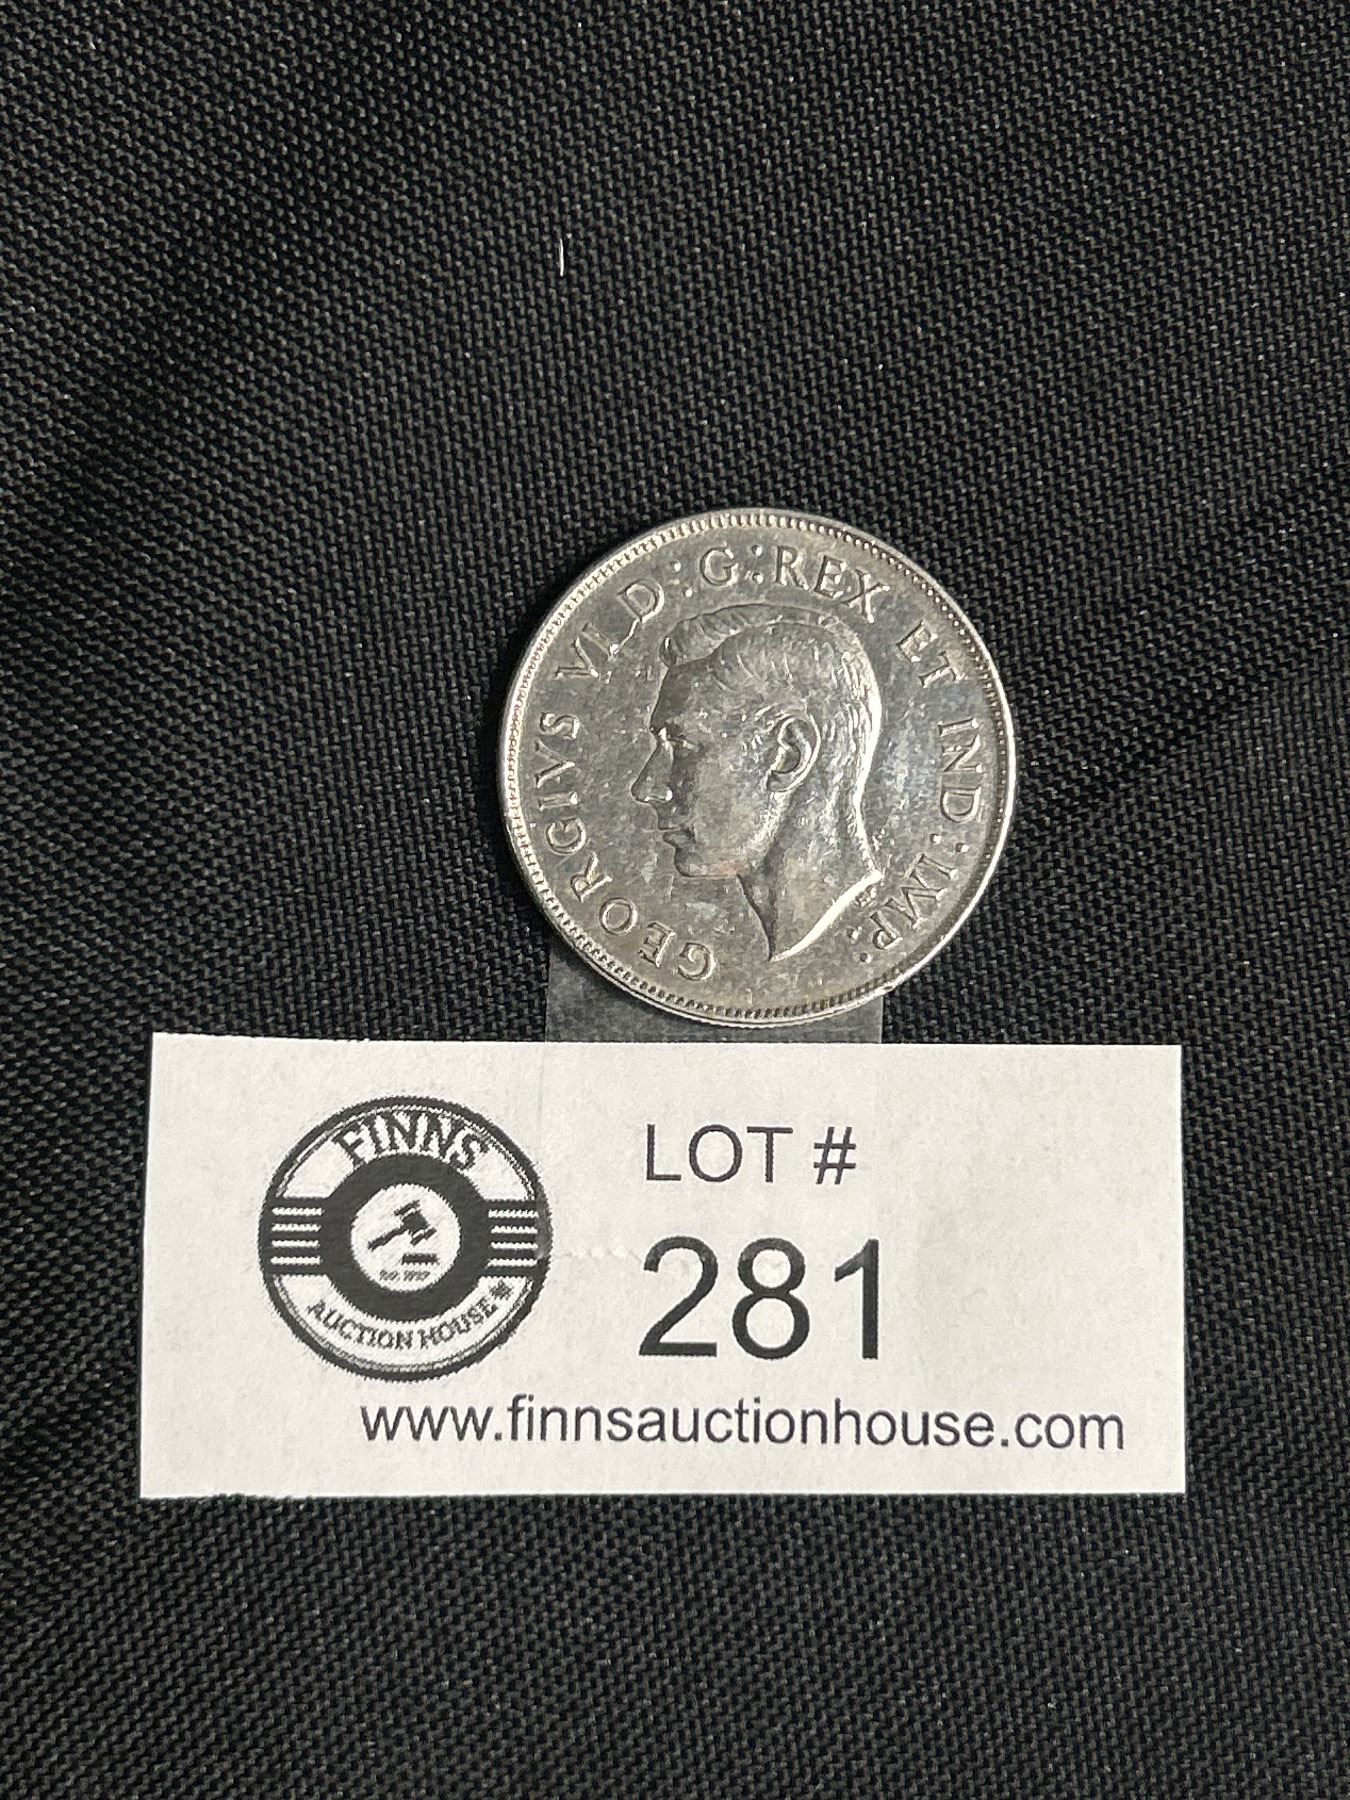 GEORGIVS VI D:G:REX ET IND:IMP:
FINNS
AUCTION HOUSE
LOT #
281
www.finnsauctionhouse.com